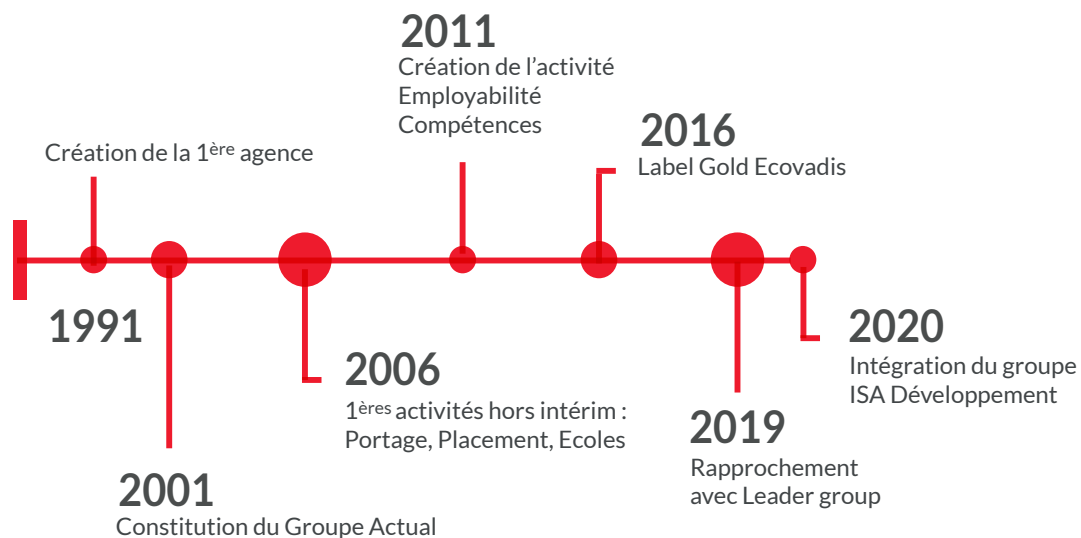 Création de la 1ère agence
1991
2001
Constitution du Groupe Actual
2006
1ères activités hors intérim :
Portage, Placement, Ecoles
2011
Création de l’activité
Employabilité
Compétences
2016
Label Gold Ecovadis
2019
Rapprochement
avec Leader group
2020
Intégration du groupe
ISA Développement